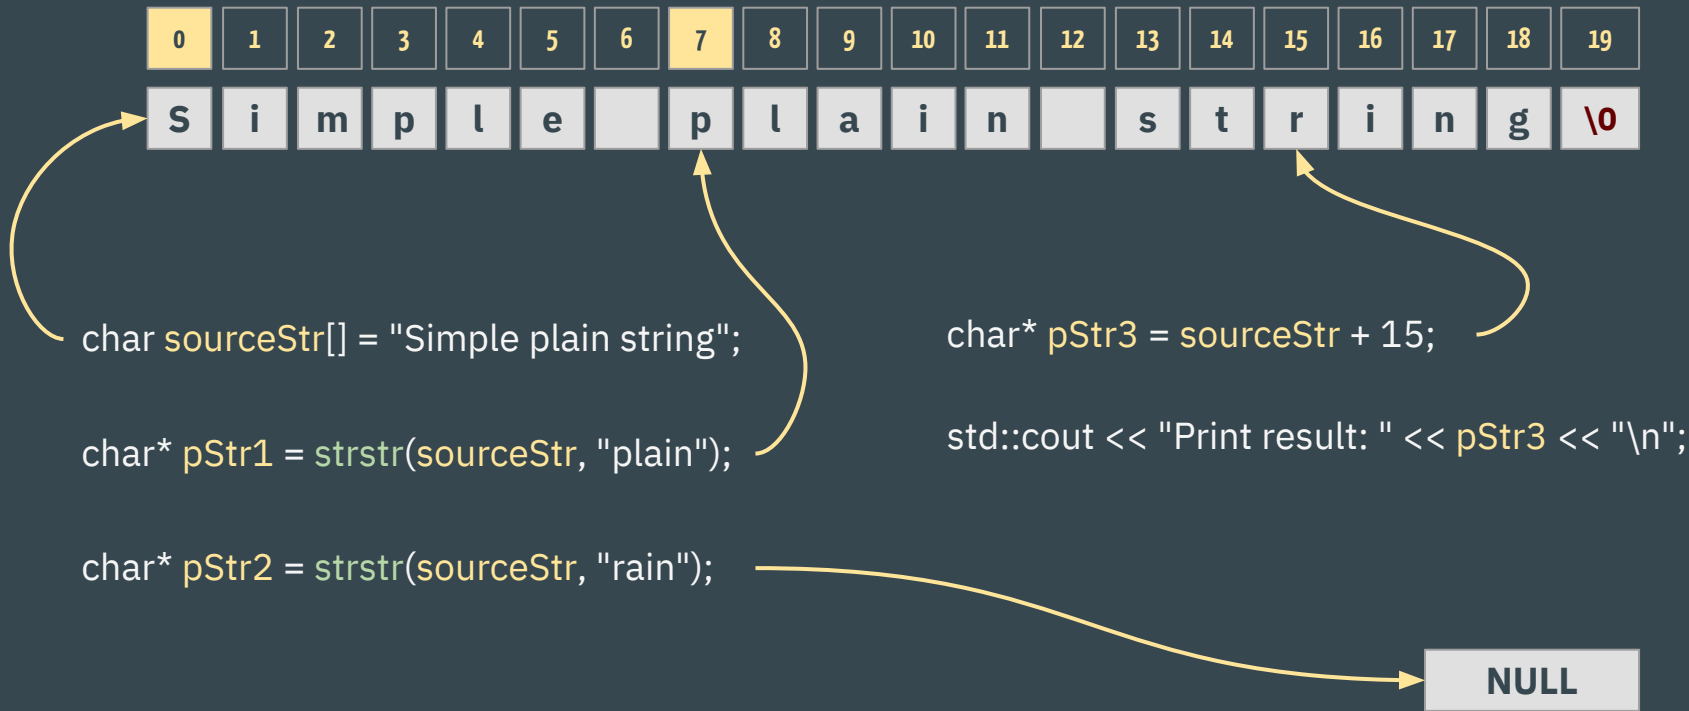 0 1 2 3 4 5 6 7 8 9 10 11 12 13 14 15 16 17 18 19
S i m p l e p l a i n s t r i n g \0
char sourceStr[] = "Simple plain string";
char* pStr1 = strstr(sourceStr, "plain");
char* pStr2 = strstr(sourceStr, "rain");
char* pStr3 = sourceStr + 15;
std::cout << "Print result: " << pStr3 << "\n";
NULL